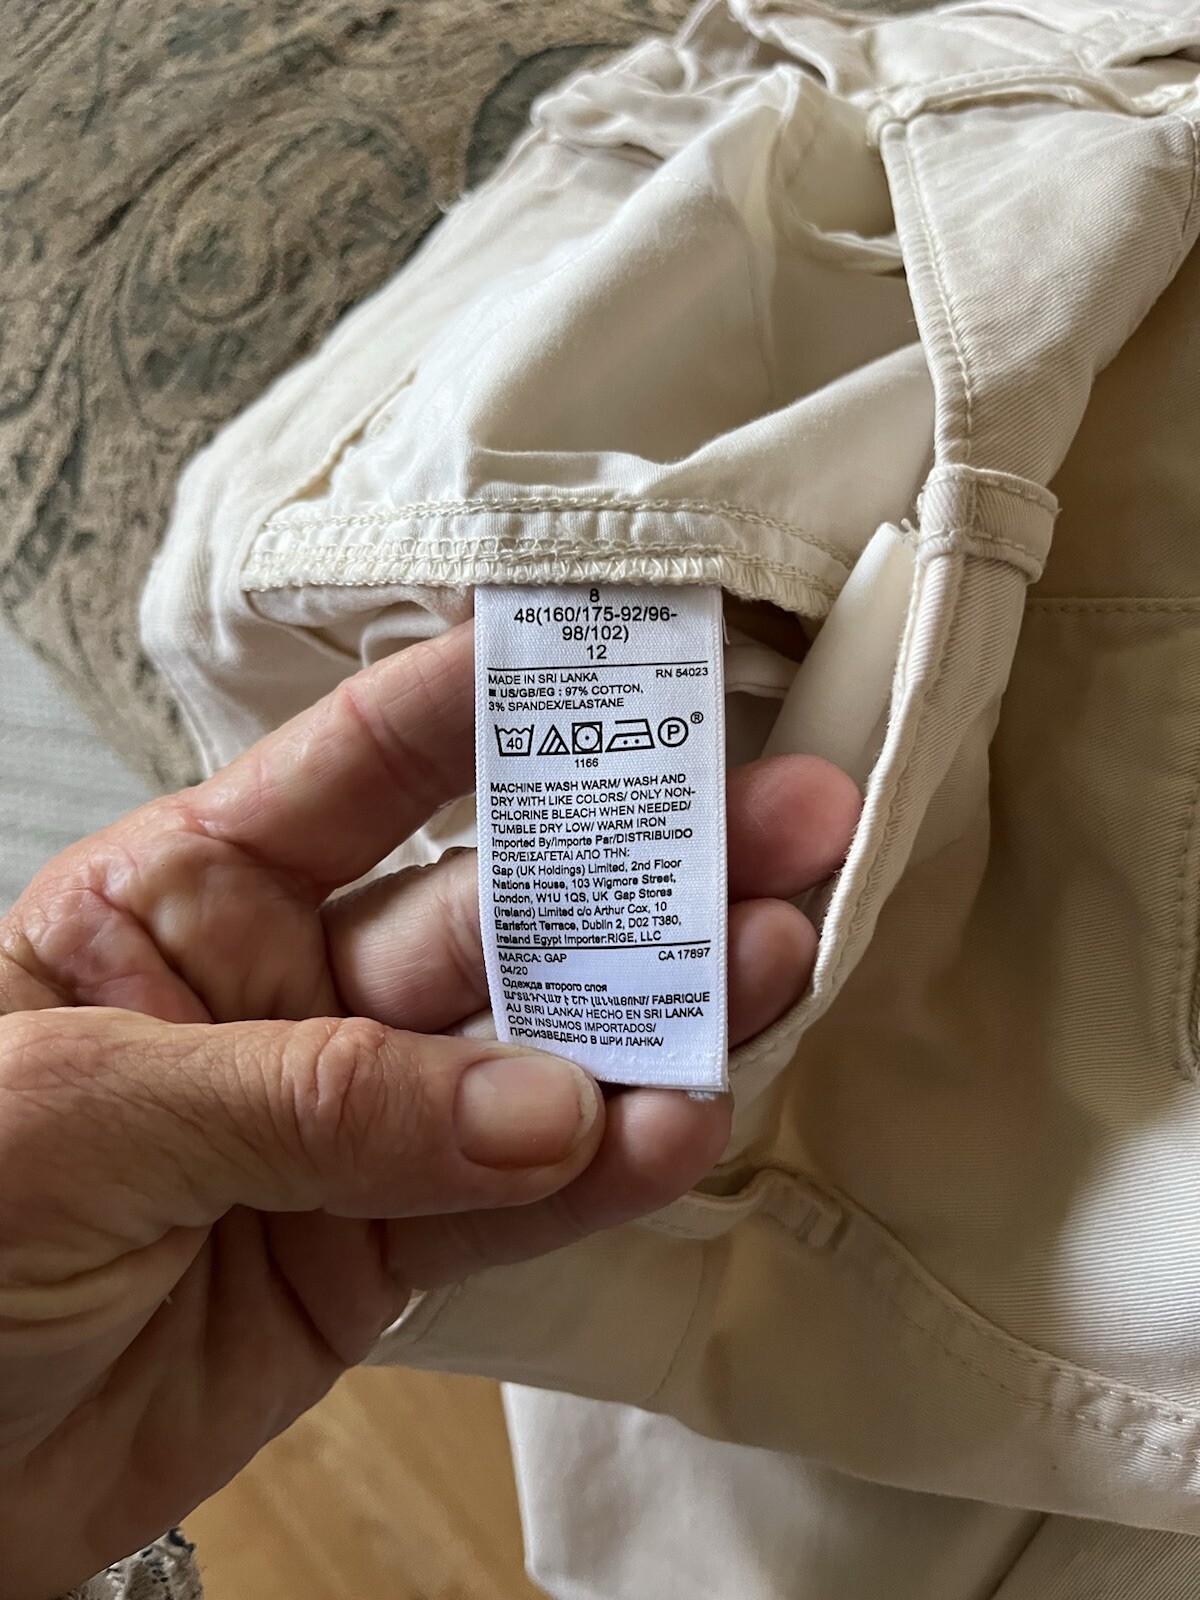 8
48(160/175-92/96-
98/102)
12
MADE IN SRI LANKA RN 54023
US/GB/EG : 97% COTTON,
3% SPANDEX/ELASTANE
40 P ®
1166
MACHINE WASH WARM/ WASH AND
DRY WITH LIKE COLORS/ ONLY NON-
CHLORINE BLEACH WHEN NEEDED/
TUMBLE DRY LOW/ WARM IRON
Imported By/Importe Par/DISTRIBUIDO
POR/ΕΙΣΑΓΕΤΑΙ ΑΠΟ ΤΗΝ:
Gap (UK Holdings) Limited, 2nd Floor
Nations House, 103 Wigmore Street,
London, W1U 1QS, UK Gap Stores
(Ireland) Limited c/o Arthur Cox, 10
Earlsfort Terrace, Dublin 2, D02 T380,
Ireland Egypt Importer:RIGE, LLC
MARCA: GAP CA 17897
04/20
Одежда второго слоя
ԱՐՏԱԴՐՎԱԾ Է ՇՐԻ ԼԱՆԿԱՅՈՒՄ/ FABRIQUE
AU SIRI LANKA/ HECHO EN SRI LANKA
CON INSUMOS IMPORTADOS/
ПРОИЗВЕДЕНО В ШРИ ЛАНКА/